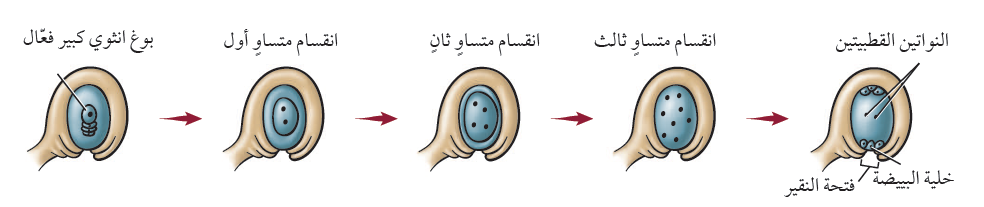 بوغ انثوي كبير فعّال
انقسام متساوٍ أول
انقسام متساوٍ ثانٍ
انقسام متساوٍ ثالث
النواتين القطبيتين
خلية البييضة
فتحة النقير